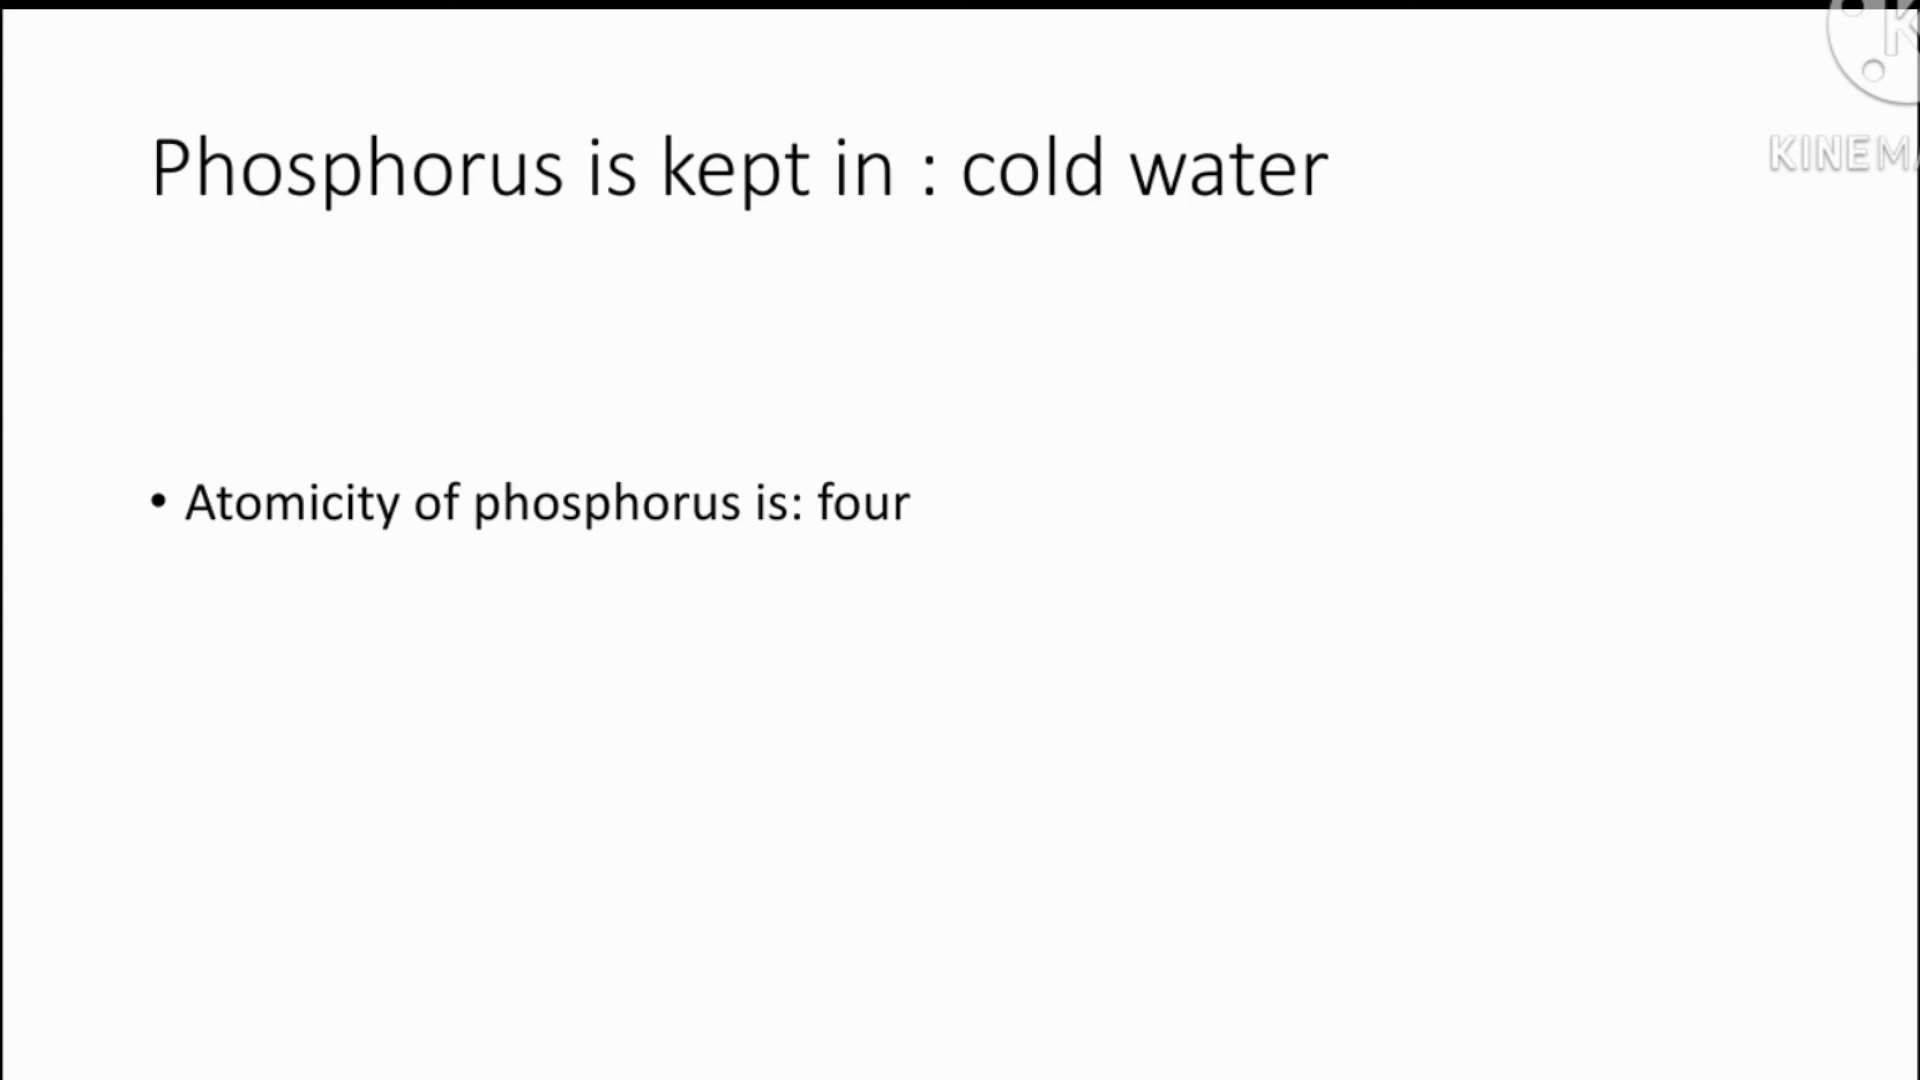 Phosphorus is kept in : cold water
• Atomicity of phosphorus is: four